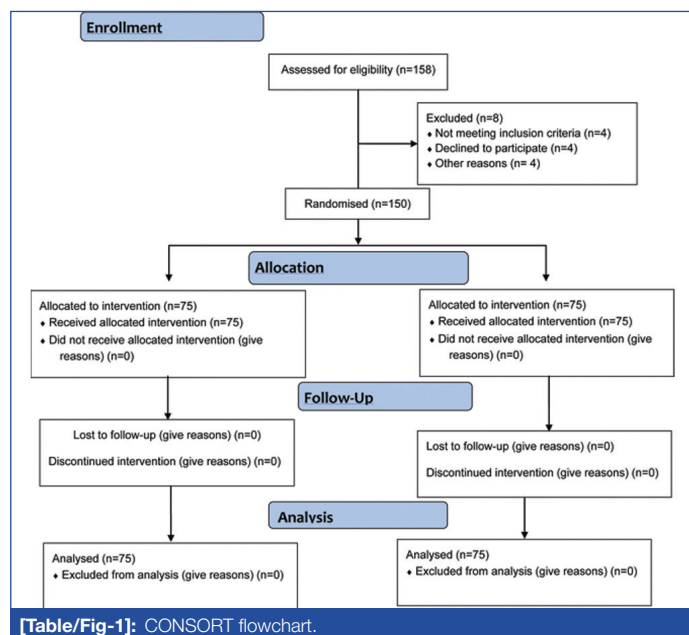 Enrollment
Assessed for eligibility (n=158)
Excluded (n=8)
♦ Not meeting inclusion criteria (n=4)
♦ Declined to participate (n=4)
♦ Other reasons (n= 4)
Randomised (n=150)
Allocation
Allocated to intervention (n=75)
♦ Received allocated intervention (n=75)
♦ Did not receive allocated intervention (give
reasons) (n=0)
Allocated to intervention (n=75)
♦ Received allocated intervention (n=75)
♦ Did not receive allocated intervention (give
reasons) (n=0)
Follow-Up
Lost to follow-up (give reasons) (n=0)
Discontinued intervention (give reasons) (n=0)
Lost to follow-up (give reasons) (n=0)
Discontinued intervention (give reasons) (n=0)
Analysis
Analysed (n=75)
♦ Excluded from analysis (give reasons) (n=0)
Analysed (n=75)
♦ Excluded from analysis (give reasons) (n=0)
[Table/Fig-1]: CONSORT flowchart.